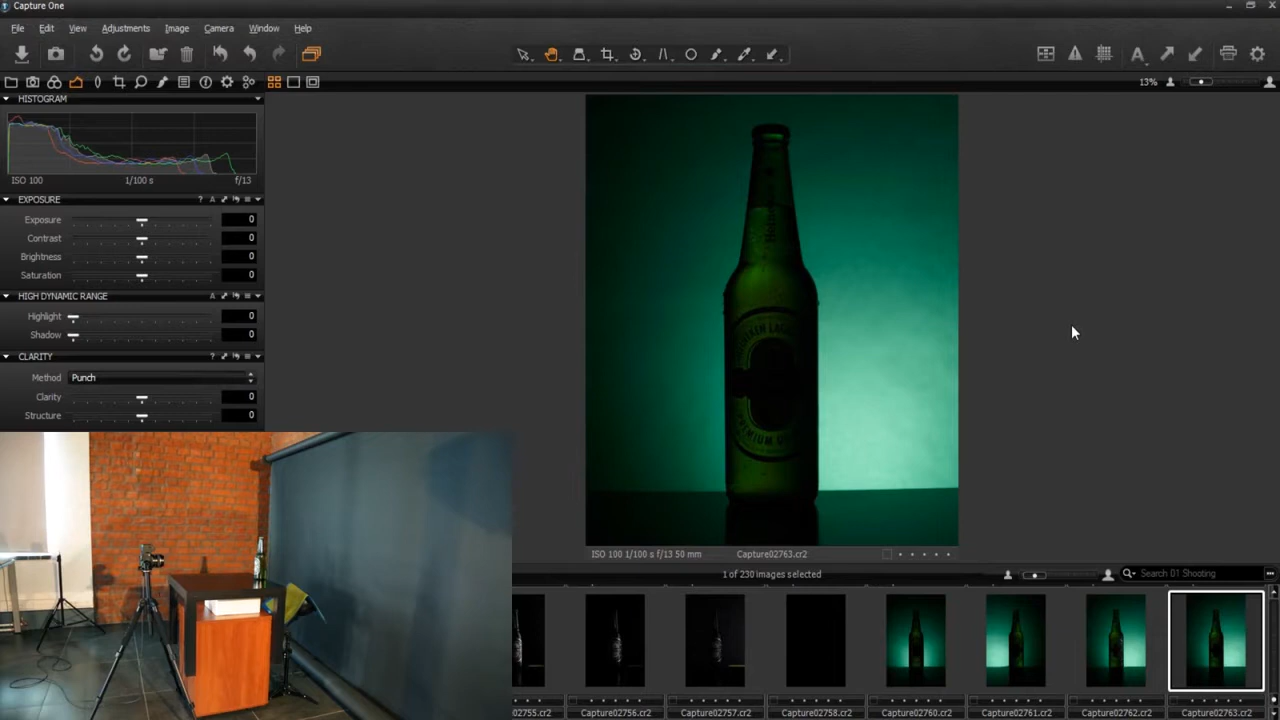 Capture One
File Edit View Adjustments Image Camera Window Help
13%
HISTOGRAM
ISO 100 1/100 s f/13
EXPOSURE
Exposure 0
Contrast 0
Brightness 0
Saturation 0
HIGH DYNAMIC RANGE
Highlight 0
Shadow 0
CLARITY
Method Punch
Clarity 0
Structure 0
PREMIUM
ISO 100 1/100 s f/13 50 mm Capture02763.cr2
1 of 230 images selected Search 01 Shooting
02755.cr2 Capture02756.cr2 Capture02757.cr2 Capture02758.cr2 Capture02760.cr2 Capture02761.cr2 Capture02762.cr2 Capture02763.cr2